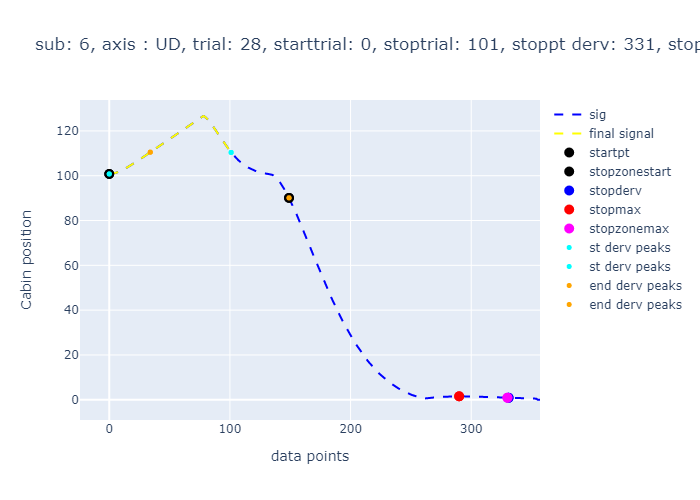 sub: 6, axis : UD, trial: 28, starttrial: 0, stoptrial: 101, stoppt derv: 331, stop
sig
final signal
startpt
stopzonestart
stopderv
stopmax
stopzonemax
st derv peaks
st derv peaks
end derv peaks
end derv peaks
120
100
80
60
40
20
0
Cabin position
0 100 200 300
data points